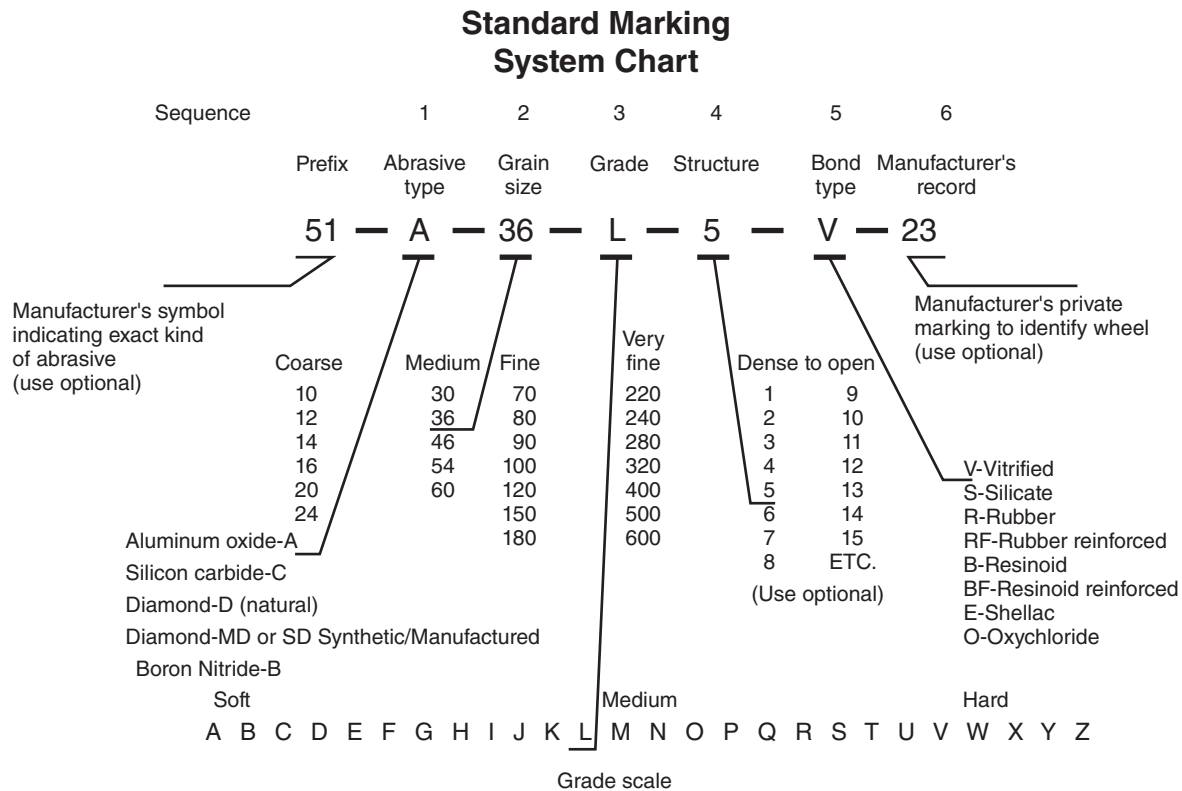 Standard Marking
System Chart
Sequence 1 2 3 4 5 6
Prefix Abrasive type Grain size Grade Structure Bond type Manufacturer's record
51 — A — 36 — L — 5 — V — 23
Manufacturer's symbol
indicating exact kind
of abrasive
(use optional)
Manufacturer's private
marking to identify wheel
(use optional)
Coarse Medium Fine Very fine Dense to open
10 30 70 220 1 9
12 36 80 240 2 10
14 46 90 280 3 11
16 54 100 320 4 12
20 60 120 400 5 13
24 150 500 6 14
180 600 7 15
8 ETC.
(Use optional)
V-Vitrified
S-Silicate
R-Rubber
RF-Rubber reinforced
B-Resinoid
BF-Resinoid reinforced
E-Shellac
O-Oxychloride
Aluminum oxide-A
Silicon carbide-C
Diamond-D (natural)
Diamond-MD or SD Synthetic/Manufactured
Boron Nitride-B
Soft Medium Hard
A B C D E F G H I J K L M N O P Q R S T U V W X Y Z
Grade scale